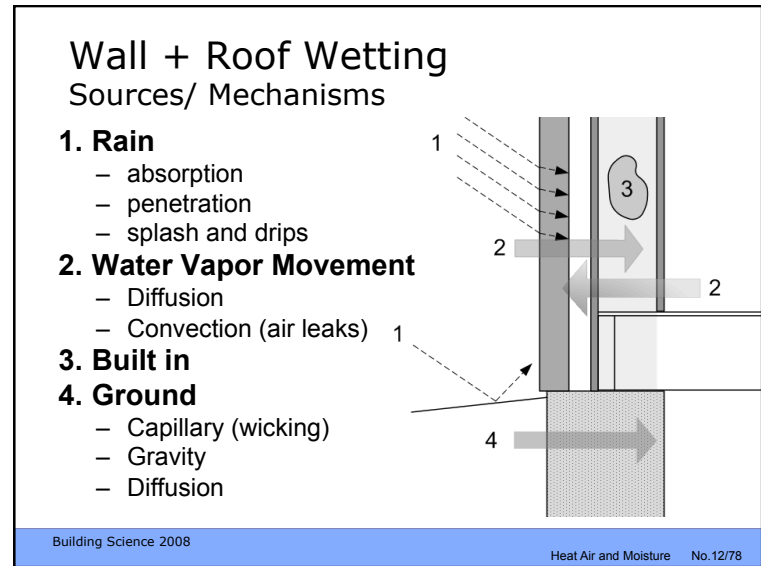 Wall + Roof Wetting
Sources/ Mechanisms
1. Rain
– absorption
– penetration
– splash and drips
2. Water Vapor Movement
– Diffusion
– Convection (air leaks)
3. Built in
4. Ground
– Capillary (wicking)
– Gravity
– Diffusion
1
3
2
2
1
4
Building Science 2008
Heat Air and Moisture No.12/78